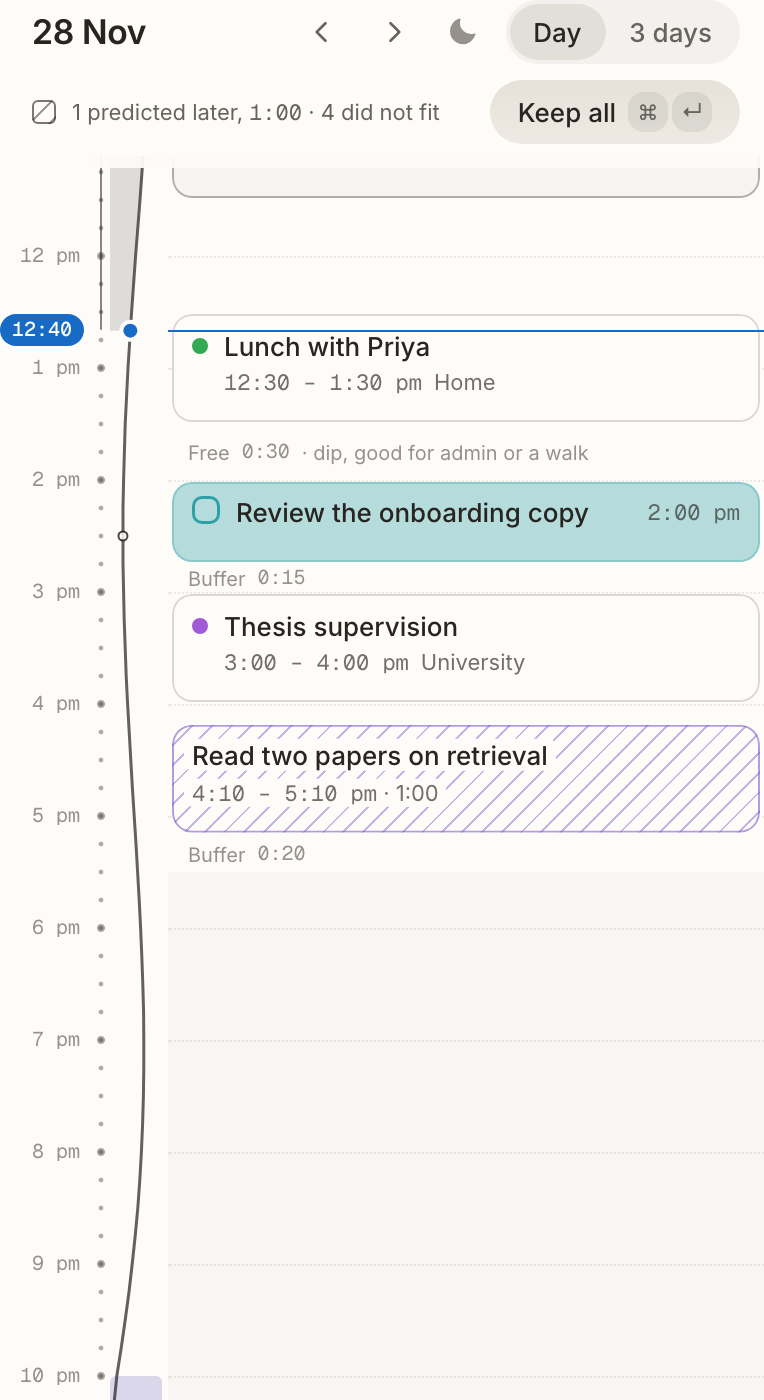 28 Nov
Day
3 days
1 predicted later, 1:00 · 4 did not fit
Keep all ⌘ ↵
12 pm
12:40
Lunch with Priya
1 pm
12:30 – 1:30 pm Home
Free 0:30 · dip, good for admin or a walk
2 pm
Review the onboarding copy 2:00 pm
Buffer 0:15
3 pm
Thesis supervision
3:00 – 4:00 pm University
4 pm
Read two papers on retrieval
4:10 – 5:10 pm · 1:00
5 pm
Buffer 0:20
6 pm
7 pm
8 pm
9 pm
10 pm